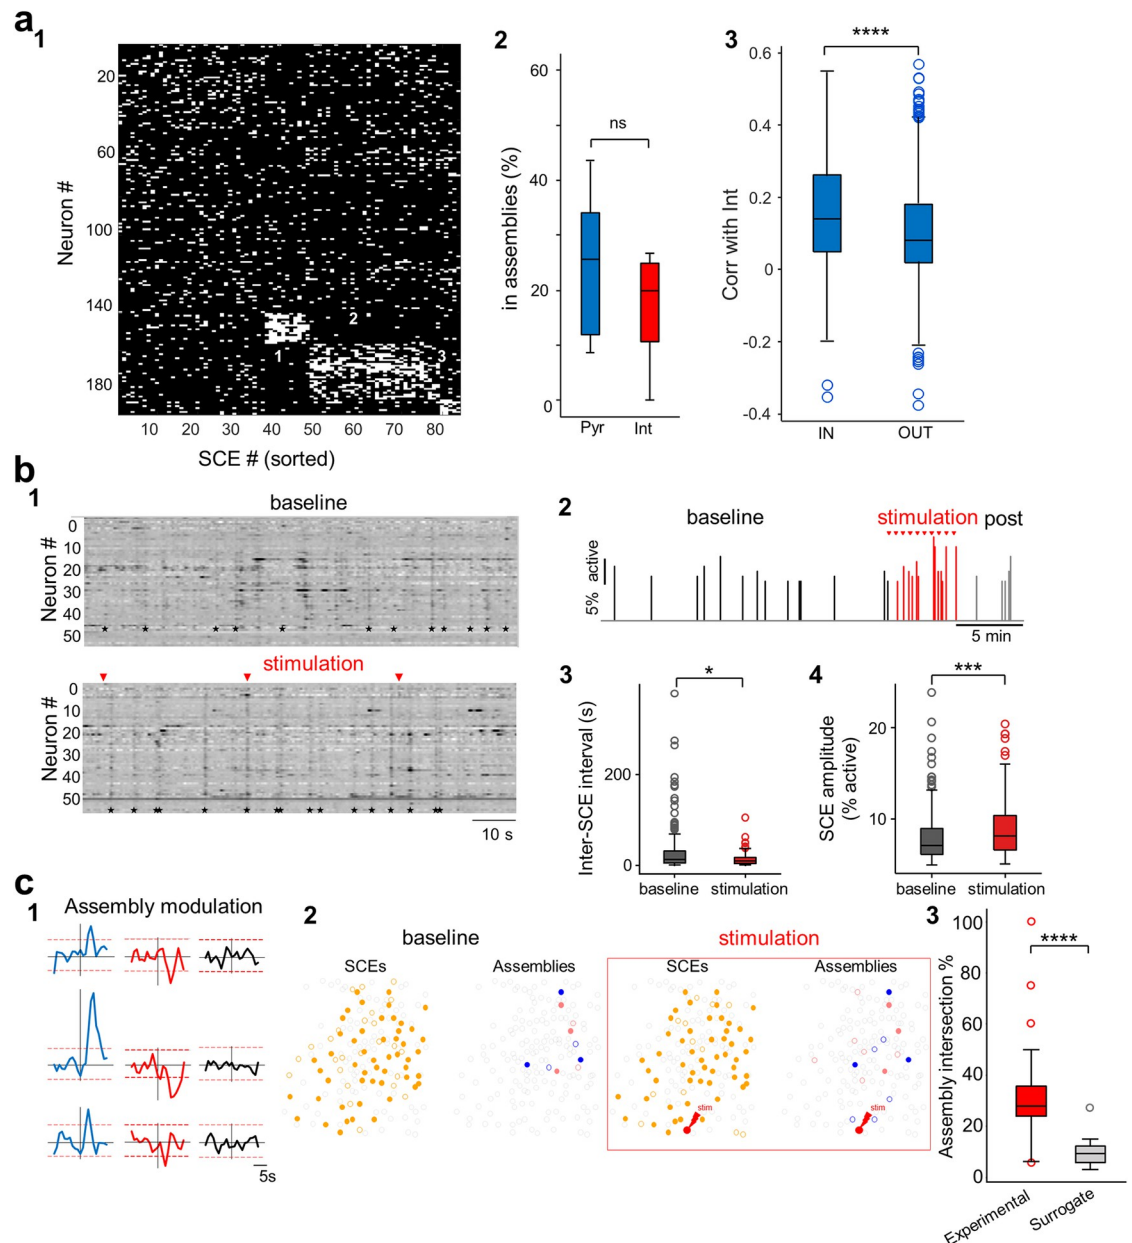 a1
Neuron #
20
60
100
140
180
1
2
3
10 20 30 40 50 60 70 80
SCE # (sorted)
2
in assemblies (%)
60
40
20
0
ns
Pyr Int
3
Corr with Int
0.6
0.4
0.2
0
-0.2
-0.4
****
IN OUT
b
1
baseline
Neuron #
0
10
20
30
40
50
stimulation
Neuron #
0
10
20
30
40
50
10 s
2
baseline stimulation post
5% active
5 min
3
Inter-SCE interval (s)
200
0
*
baseline stimulation
4
SCE amplitude
(% active)
20
10
***
baseline stimulation
c
1
Assembly modulation
5s
2
baseline
SCEs Assemblies
stimulation
SCEs Assemblies
stim
stim
3
Assembly intersection %
100
80
60
40
20
0
****
Experimental
Surrogate